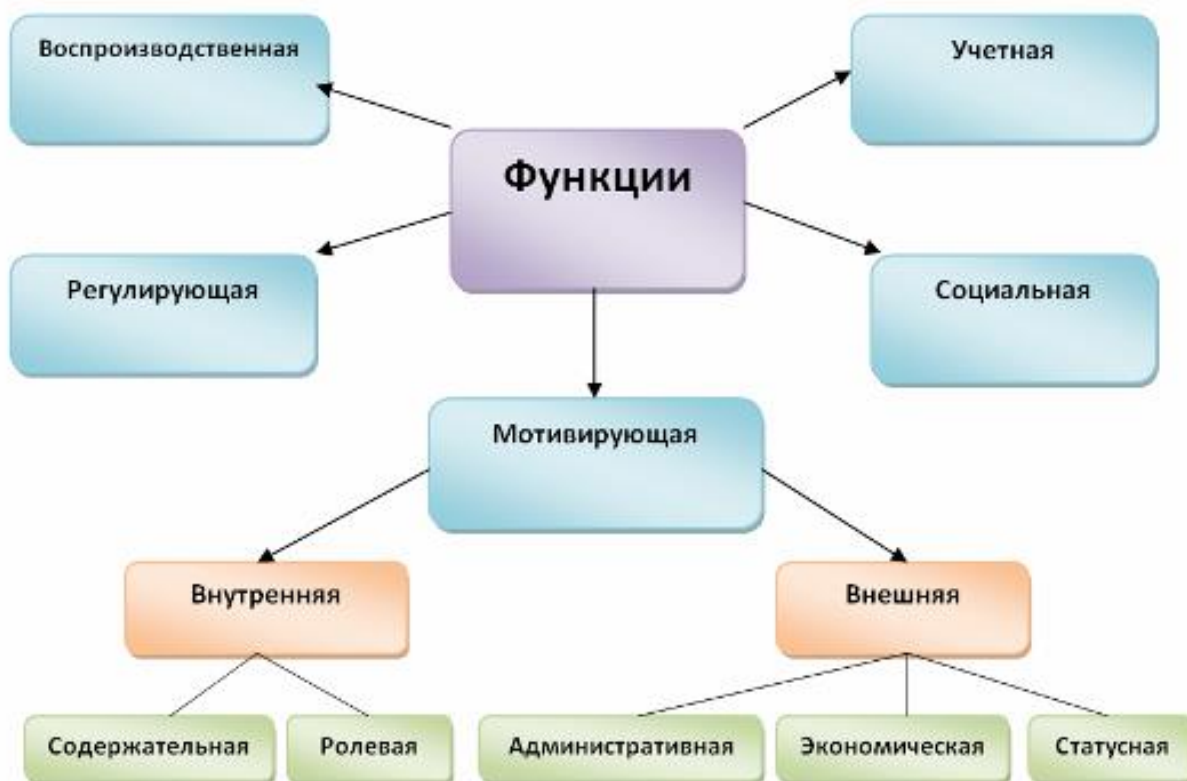 Воспроизводственная
Учетная
Функции
Регулирующая
Социальная
Мотивирующая
Внутренняя
Внешняя
Содержательная
Ролевая
Административная
Экономическая
Статусная